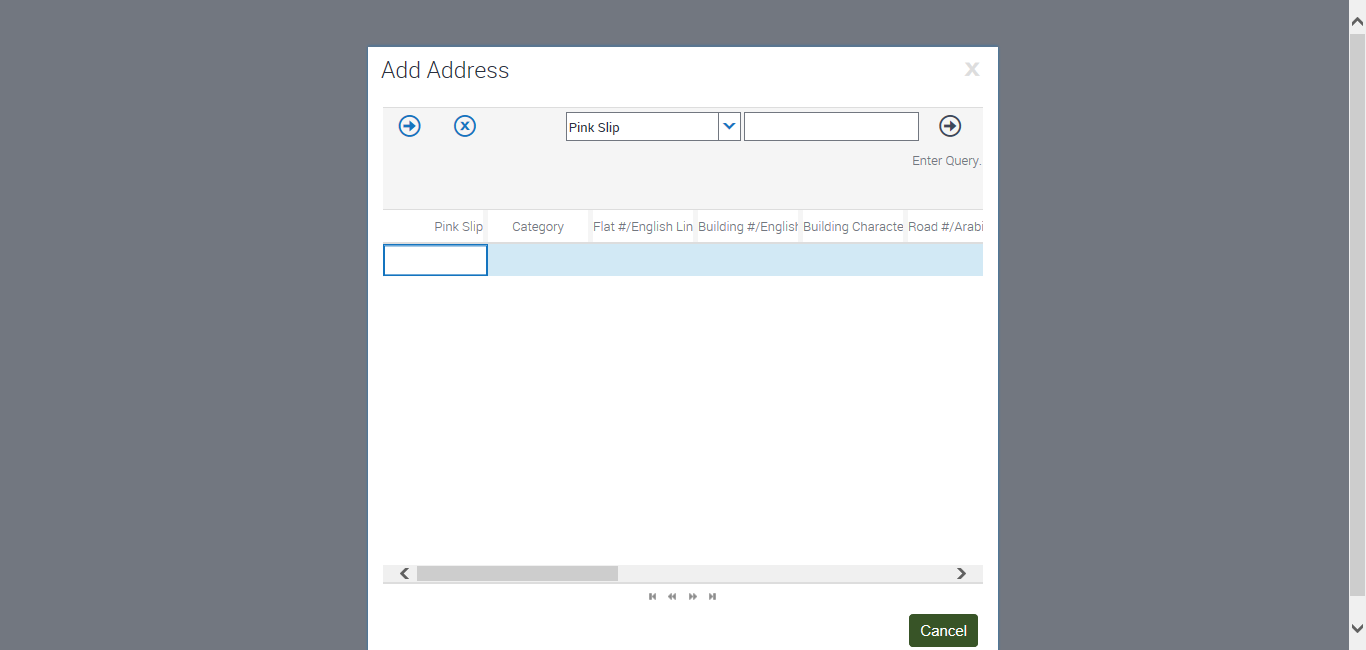 Add Address
X
Pink Slip
Enter Query.
Pink Slip Category Flat #/English Lin Building #/English Building Characte Road #/Arabi
Cancel